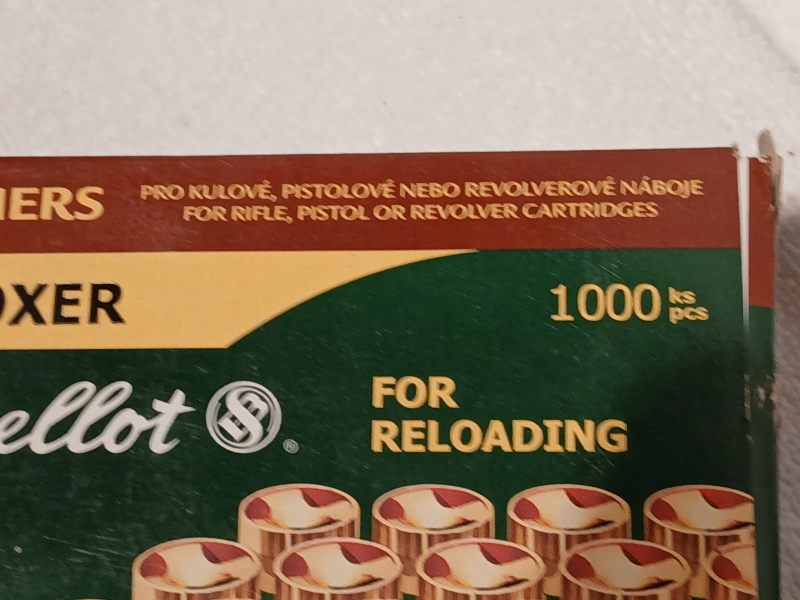 IERS
PRO KULOVÉ, PISTOLOVÉ NEBO REVOLVEROVÉ NÁBOJE
FOR RIFLE, PISTOL OR REVOLVER CARTRIDGES
OXER
1000 ks
pcs
ellot
®
FOR
RELOADING